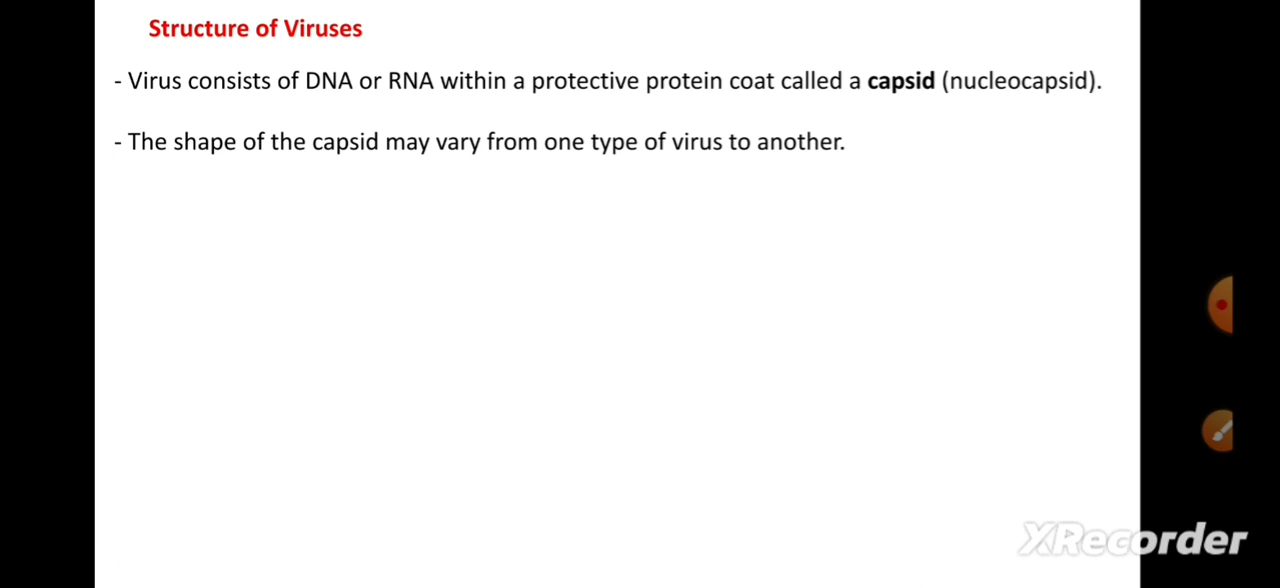 Structure of Viruses
- Virus consists of DNA or RNA within a protective protein coat called a capsid (nucleocapsid).
- The shape of the capsid may vary from one type of virus to another.
XRecorder